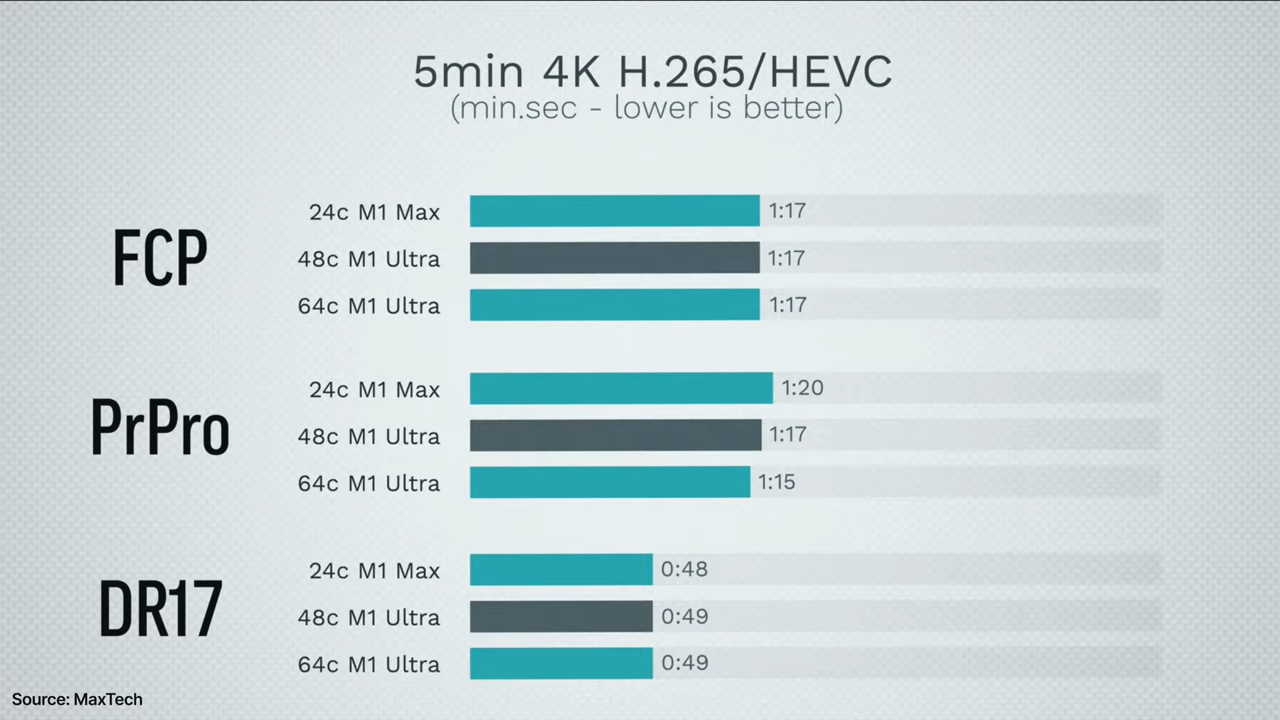 5min 4K H.265/HEVC
(min.sec - lower is better)
FCP
24c M1 Max 1:17
48c M1 Ultra 1:17
64c M1 Ultra 1:17
PrPro
24c M1 Max 1:20
48c M1 Ultra 1:17
64c M1 Ultra 1:15
DR17
24c M1 Max 0:48
48c M1 Ultra 0:49
64c M1 Ultra 0:49
Source: MaxTech